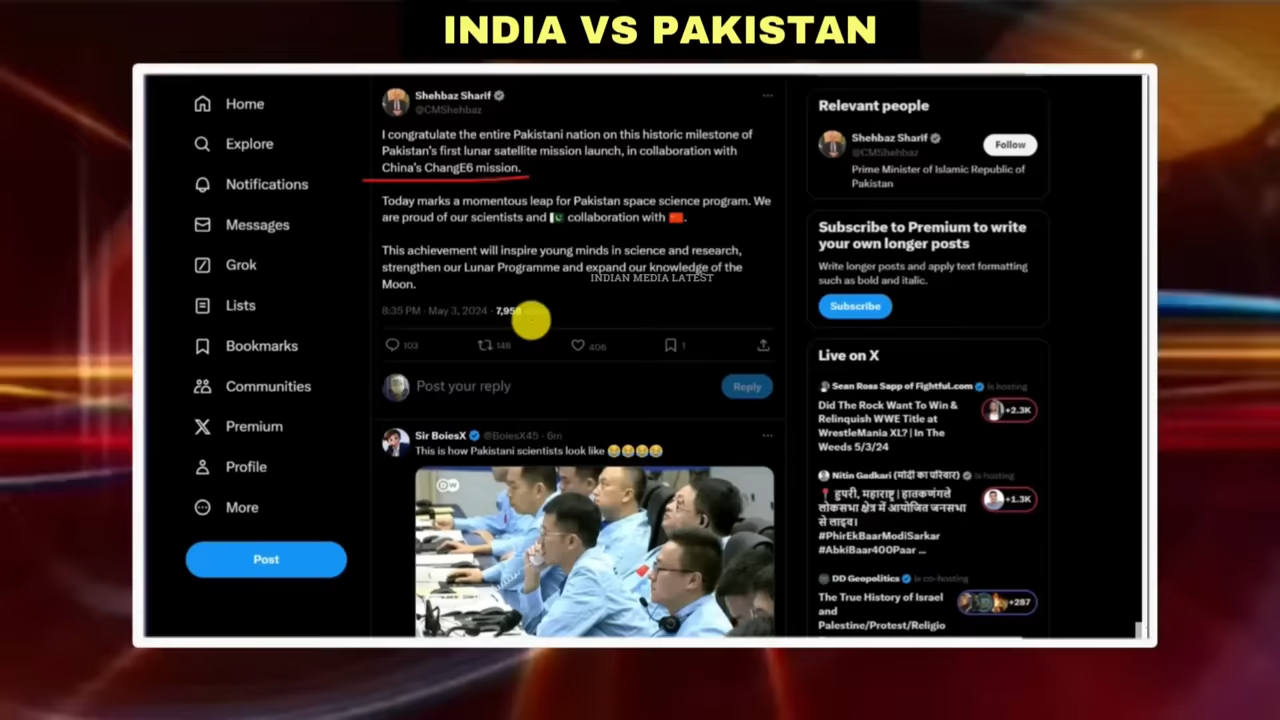 INDIA VS PAKISTAN
Home
Explore
Notifications
Messages
Grok
Lists
Bookmarks
Communities
Premium
Profile
More
Post
Shehbaz Sharif
@CMShehbaz
I congratulate the entire Pakistani nation on this historic milestone of
Pakistan's first lunar satellite mission launch, in collaboration with
China's ChangE6 mission.
Today marks a momentous leap for Pakistan space science program. We
are proud of our scientists and 🇵🇰 collaboration with 🇨🇳.
This achievement will inspire young minds in science and research,
strengthen our Lunar Programme and expand our knowledge of the
Moon.
INDIAN MEDIA LATEST
8:35 PM · May 3, 2024 ·
103 148 406 1
Post your reply
Reply
Sir BoiesX @BoiesX45 · 6m
This is how Pakistani scientists look like 😂😂😂😂
DW
Relevant people
Shehbaz Sharif
@CMShehbaz
Follow
Prime Minister of Islamic Republic of
Pakistan
Subscribe to Premium to write
your own longer posts
Write longer posts and apply text formatting
such as bold and italic.
Subscribe
Live on X
Sean Ross Sapp of Fightful.com is hosting
Did The Rock Want To Win &
Relinquish WWE Title at
WrestleMania XL? | In The
Weeds 5/3/24
+2.3K
Nitin Gadkari (मोदी का परिवार) is hosting
📍 हुपरी, महाराष्ट्र | हातकणंगले
लोकसभा क्षेत्र में आयोजित जनसभा
से लाइव।
#PhirEkBaarModiSarkar
#AbkiBaar400Paar ...
+1.3K
DD Geopolitics is co-hosting
The True History of Israel
and
Palestine/Protest/Religio
+287